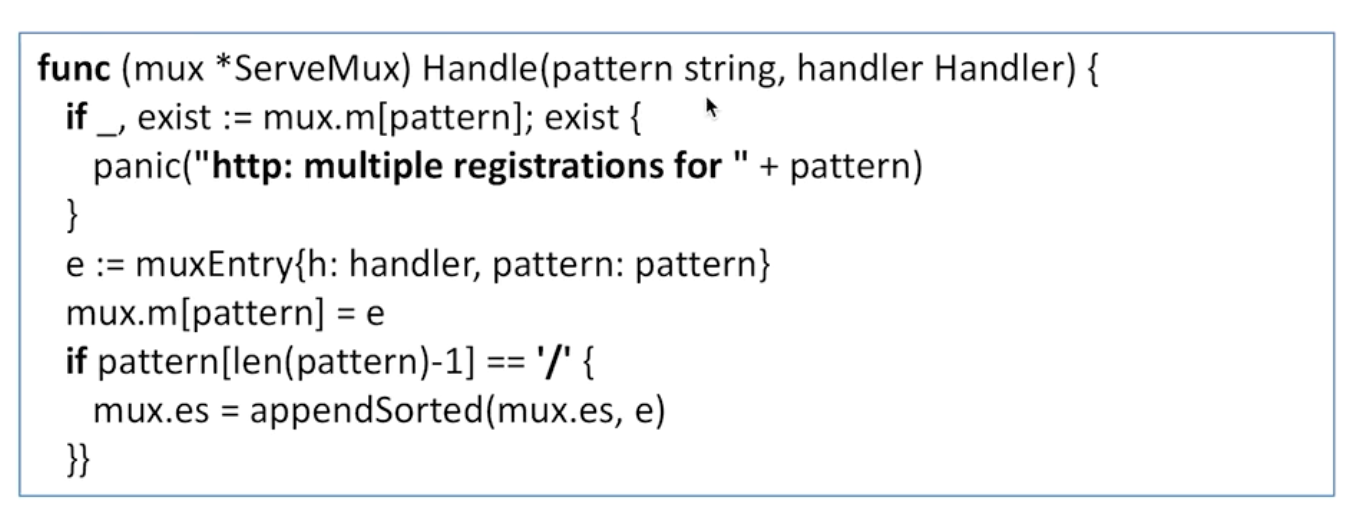 func (mux *ServeMux) Handle(pattern string, handler Handler) {
if _, exist := mux.m[pattern]; exist {
panic("http: multiple registrations for " + pattern)
}
e := muxEntry{h: handler, pattern: pattern}
mux.m[pattern] = e
if pattern[len(pattern)-1] == '/' {
mux.es = appendSorted(mux.es, e)
}}